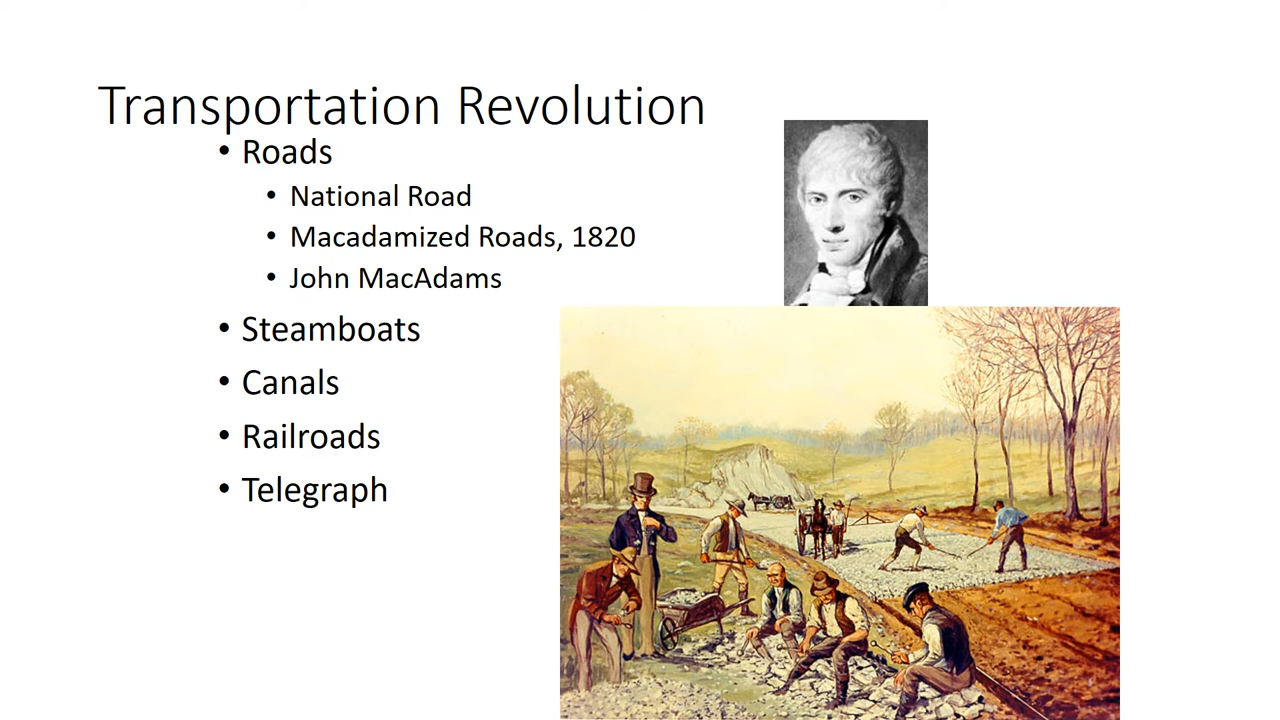 Transportation Revolution
• Roads
• National Road
• Macadamized Roads, 1820
• John MacAdams
• Steamboats
• Canals
• Railroads
• Telegraph